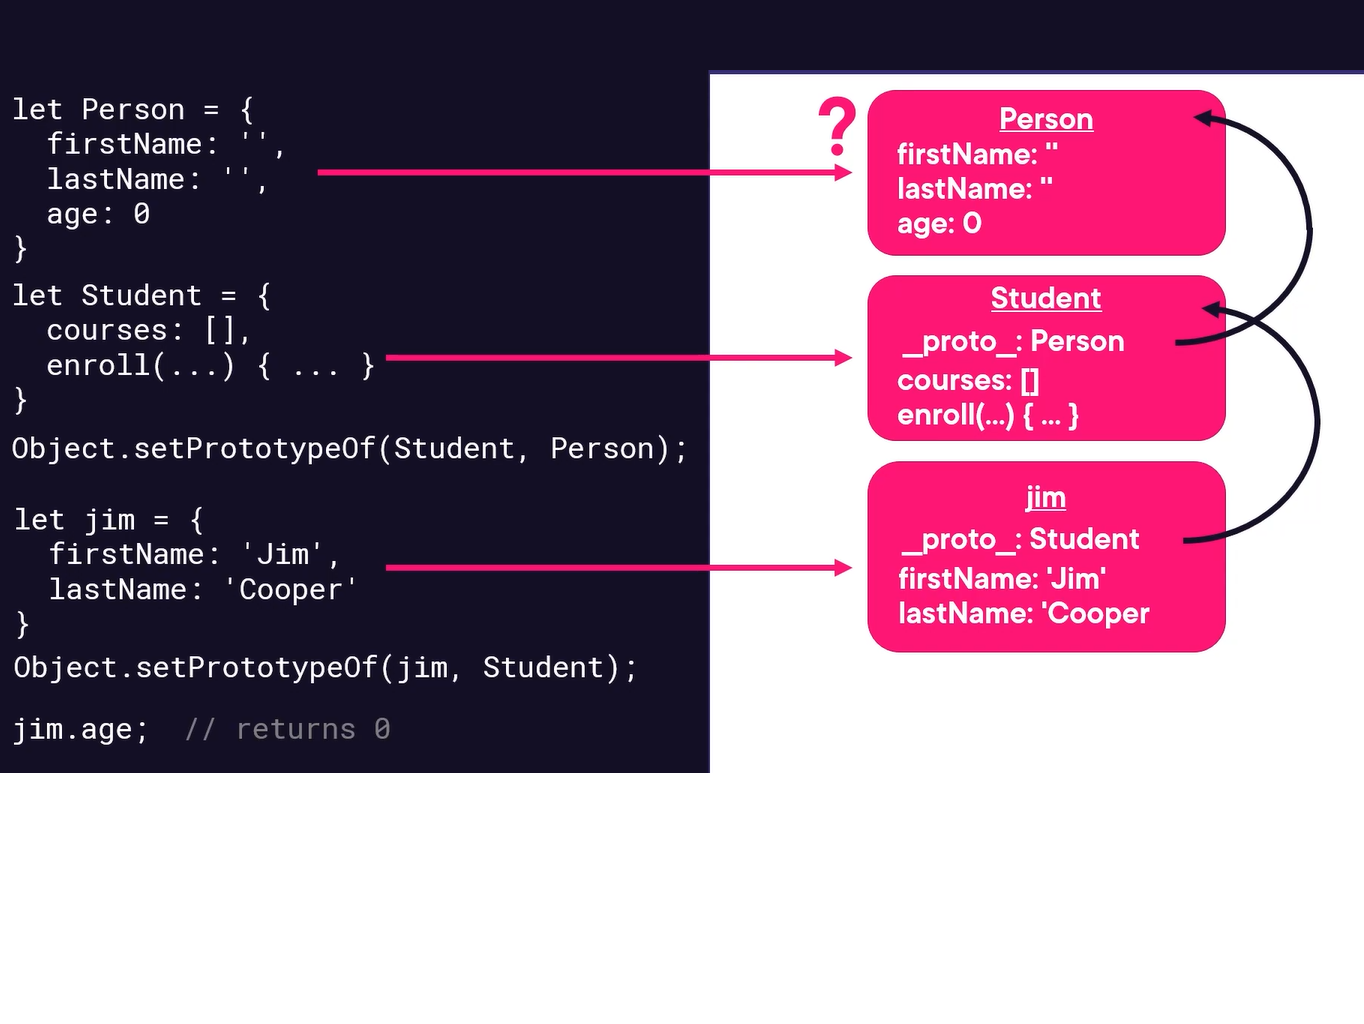 let Person = {
firstName: '',
lastName: '',
age: 0
}
let Student = {
courses: [],
enroll(...) { ... }
}
Object.setPrototypeOf(Student, Person);
let jim = {
firstName: 'Jim',
lastName: 'Cooper'
}
Object.setPrototypeOf(jim, Student);
jim.age; // returns 0
?
Person
firstName: ''
lastName: ''
age: 0
Student
__proto_: Person
courses: []
enroll(...) { ... }
jim
__proto_: Student
firstName: 'Jim'
lastName: 'Cooper